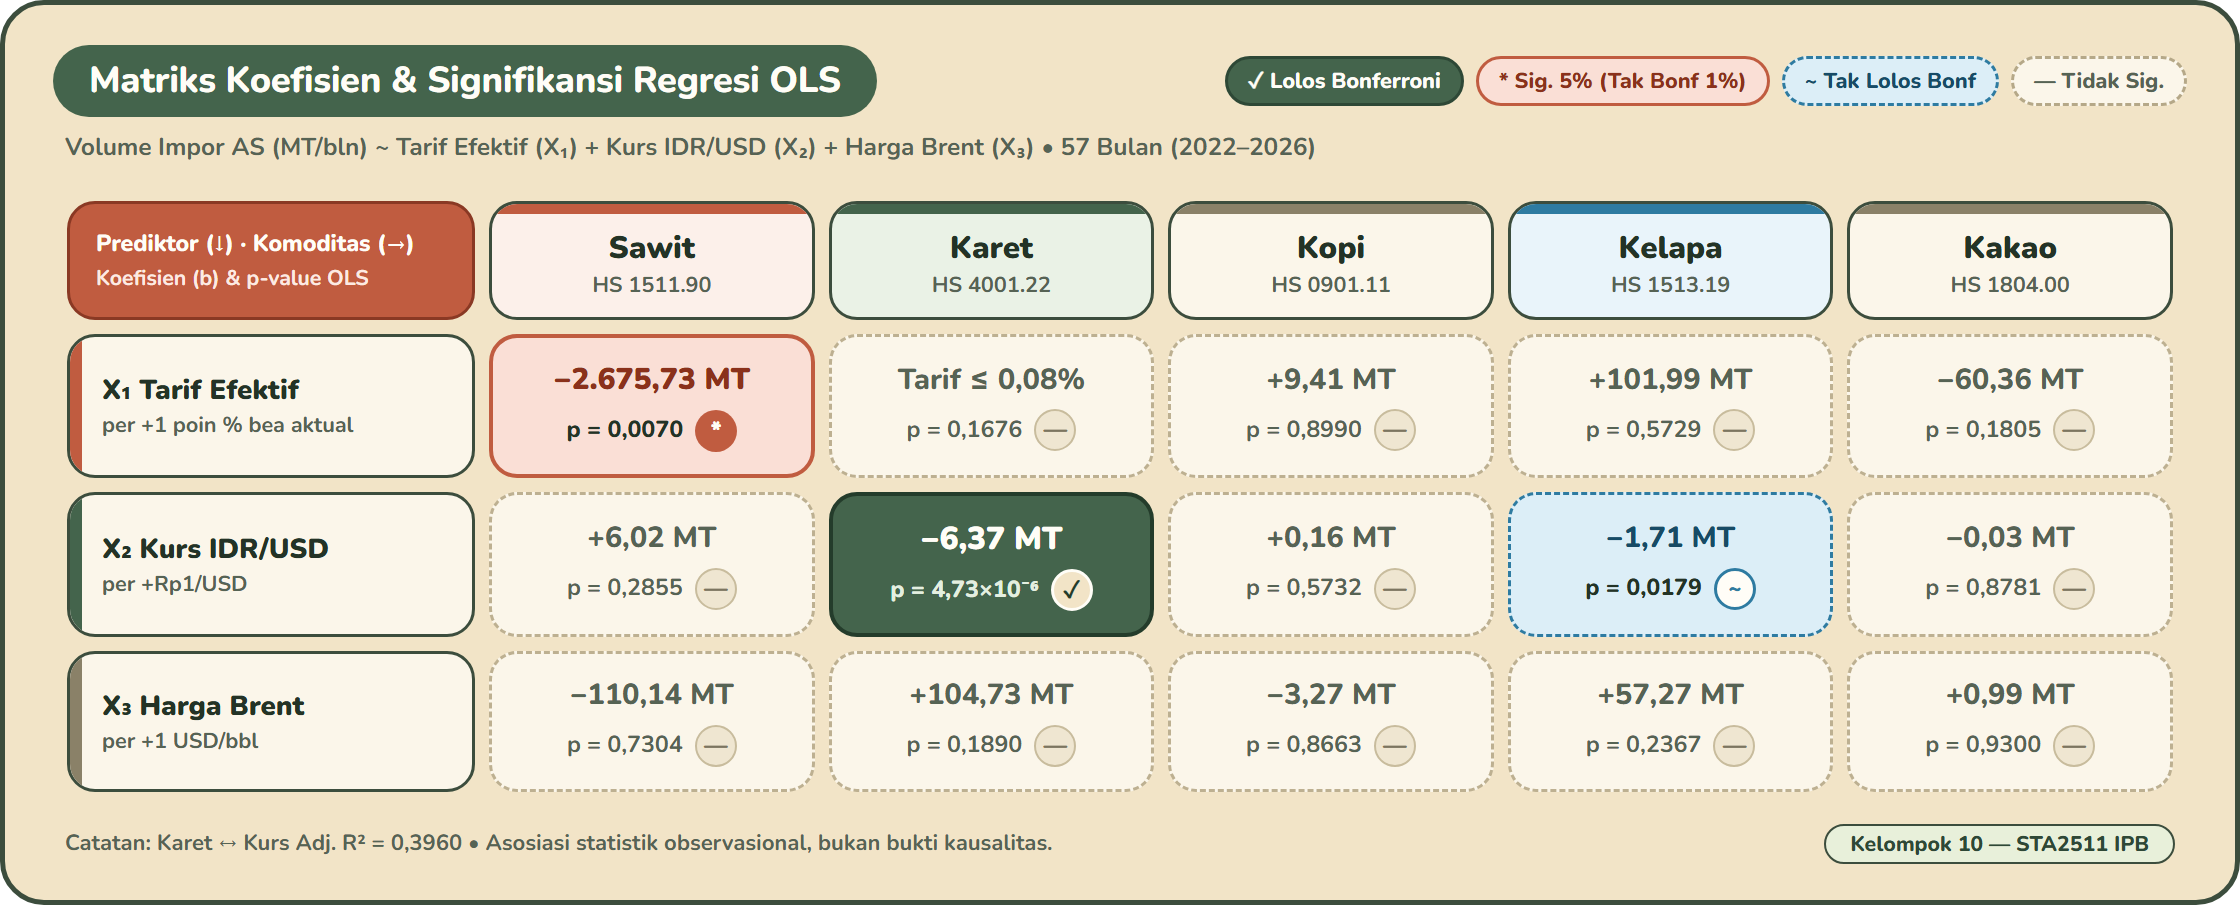 Matriks Koefisien & Signifikansi Regresi OLS
✓ Lolos Bonferroni
* Sig. 5% (Tak Bonf 1%)
~ Tak Lolos Bonf
— Tidak Sig.
Volume Impor AS (MT/bln) ~ Tarif Efektif (X₁) + Kurs IDR/USD (X₂) + Harga Brent (X₃) • 57 Bulan (2022–2026)
Prediktor (↓) · Komoditas (→)
Koefisien (b) & p-value OLS
Sawit
HS 1511.90
Karet
HS 4001.22
Kopi
HS 0901.11
Kelapa
HS 1513.19
Kakao
HS 1804.00
X₁ Tarif Efektif
per +1 poin % bea aktual
−2.675,73 MT
p = 0,0070 *
Tarif ≤ 0,08%
p = 0,1676 —
+9,41 MT
p = 0,8990 —
+101,99 MT
p = 0,5729 —
−60,36 MT
p = 0,1805 —
X₂ Kurs IDR/USD
per +Rp1/USD
+6,02 MT
p = 0,2855 —
−6,37 MT
p = 4,73×10⁻⁶ ✓
+0,16 MT
p = 0,5732 —
−1,71 MT
p = 0,0179 ~
−0,03 MT
p = 0,8781 —
X₃ Harga Brent
per +1 USD/bbl
−110,14 MT
p = 0,7304 —
+104,73 MT
p = 0,1890 —
−3,27 MT
p = 0,8663 —
+57,27 MT
p = 0,2367 —
+0,99 MT
p = 0,9300 —
Catatan: Karet ↔ Kurs Adj. R² = 0,3960 • Asosiasi statistik observasional, bukan bukti kausalitas.
Kelompok 10 — STA2511 IPB